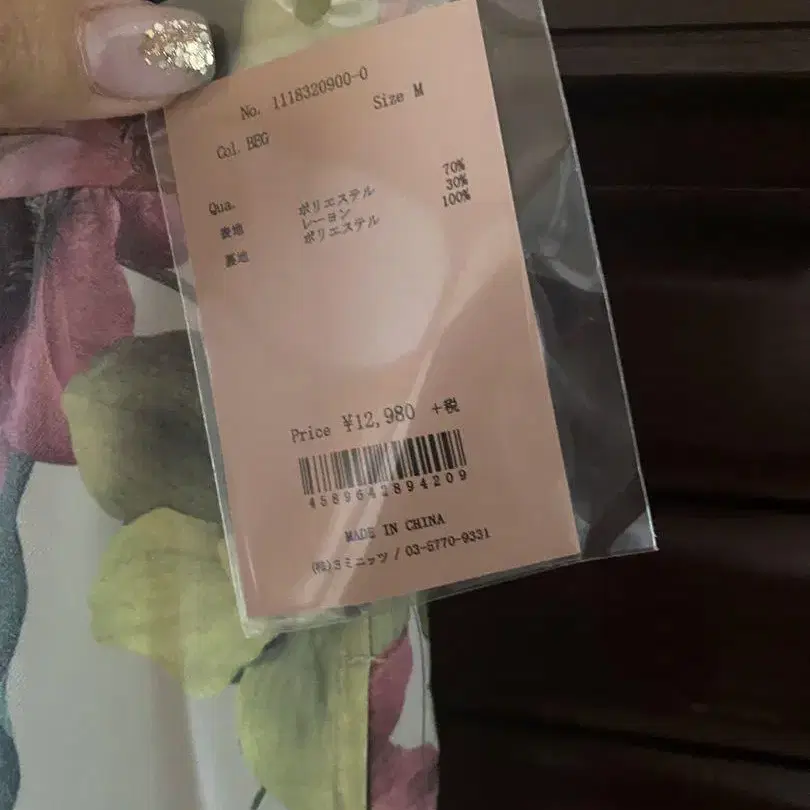 No. 1118320900-0
Size M
Col. BEG
Qua.
表地 ポリエステル 70%
レーヨン 30%
裏地 ポリエステル 100%
Price ¥12,980 +税
4589642894209
MADE IN CHINA
(株)3ミニッツ / 03-5770-9331